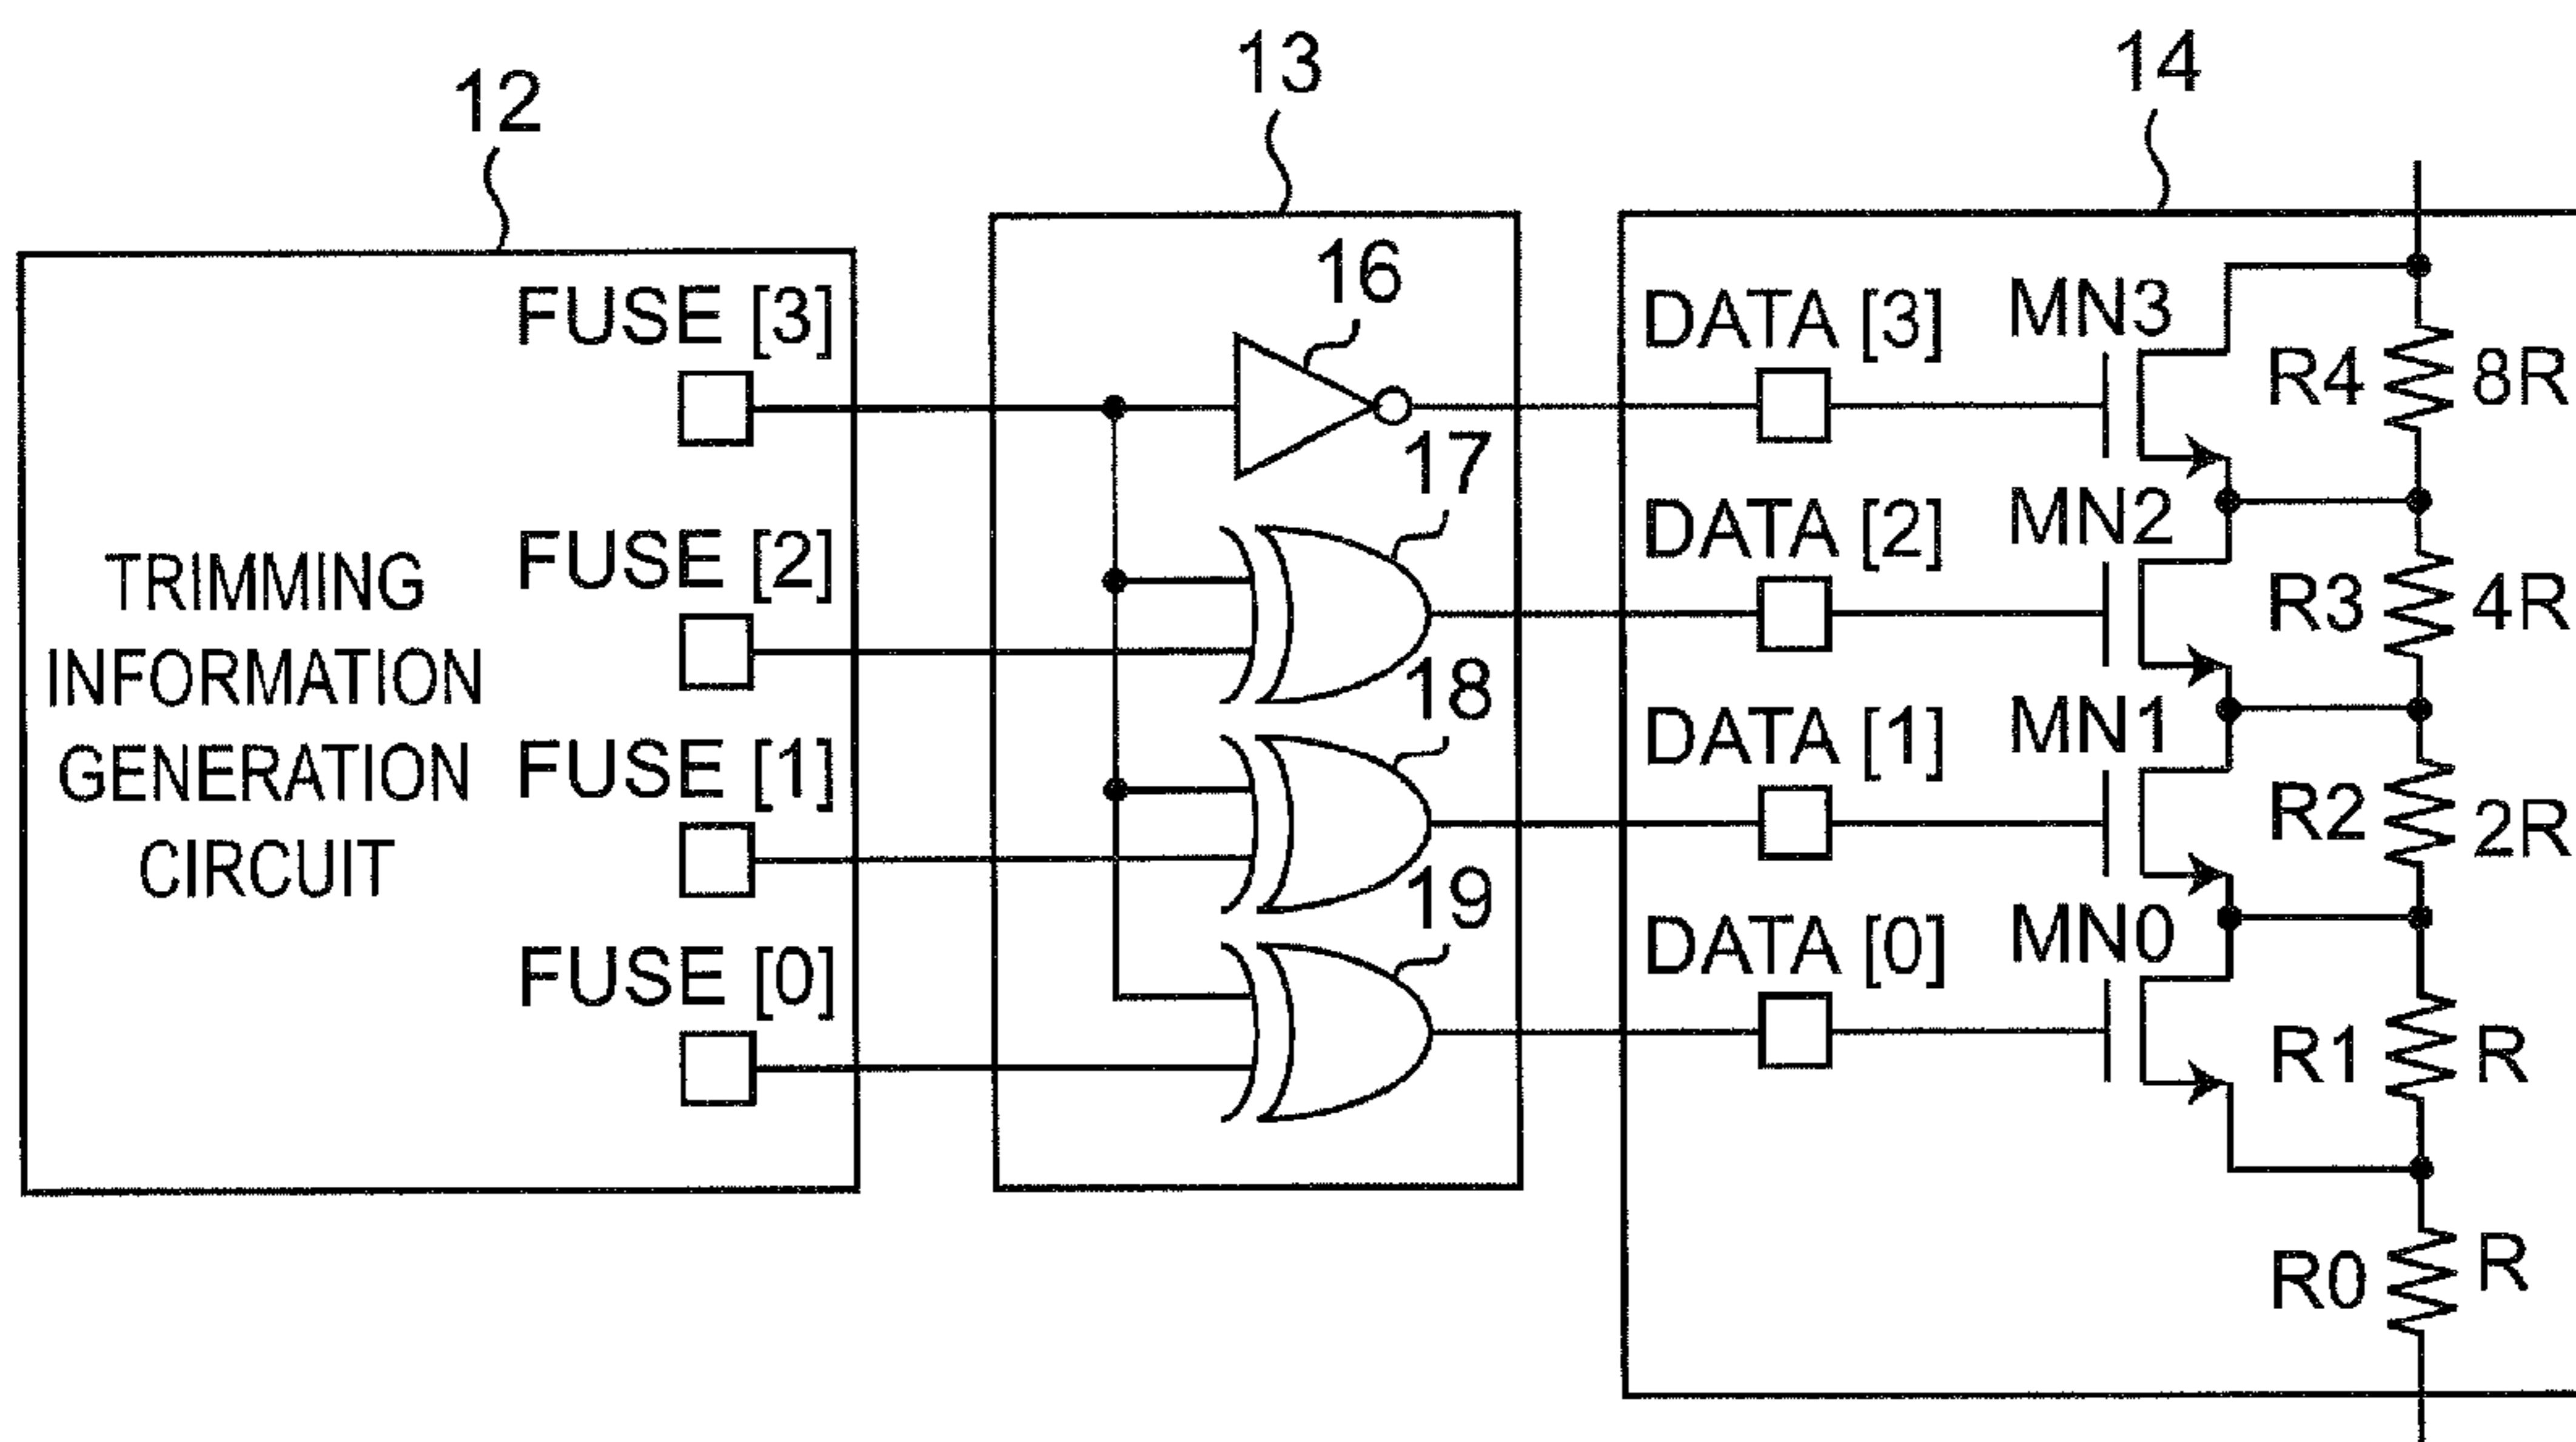 12
13
14
FUSE [3]
FUSE [2]
FUSE [1]
FUSE [0]
TRIMMING
INFORMATION
GENERATION
CIRCUIT
16
17
18
19
DATA [3]
DATA [2]
DATA [1]
DATA [0]
MN3
MN2
MN1
MN0
R4 8R
R3 4R
R2 2R
R1 R
R0 R